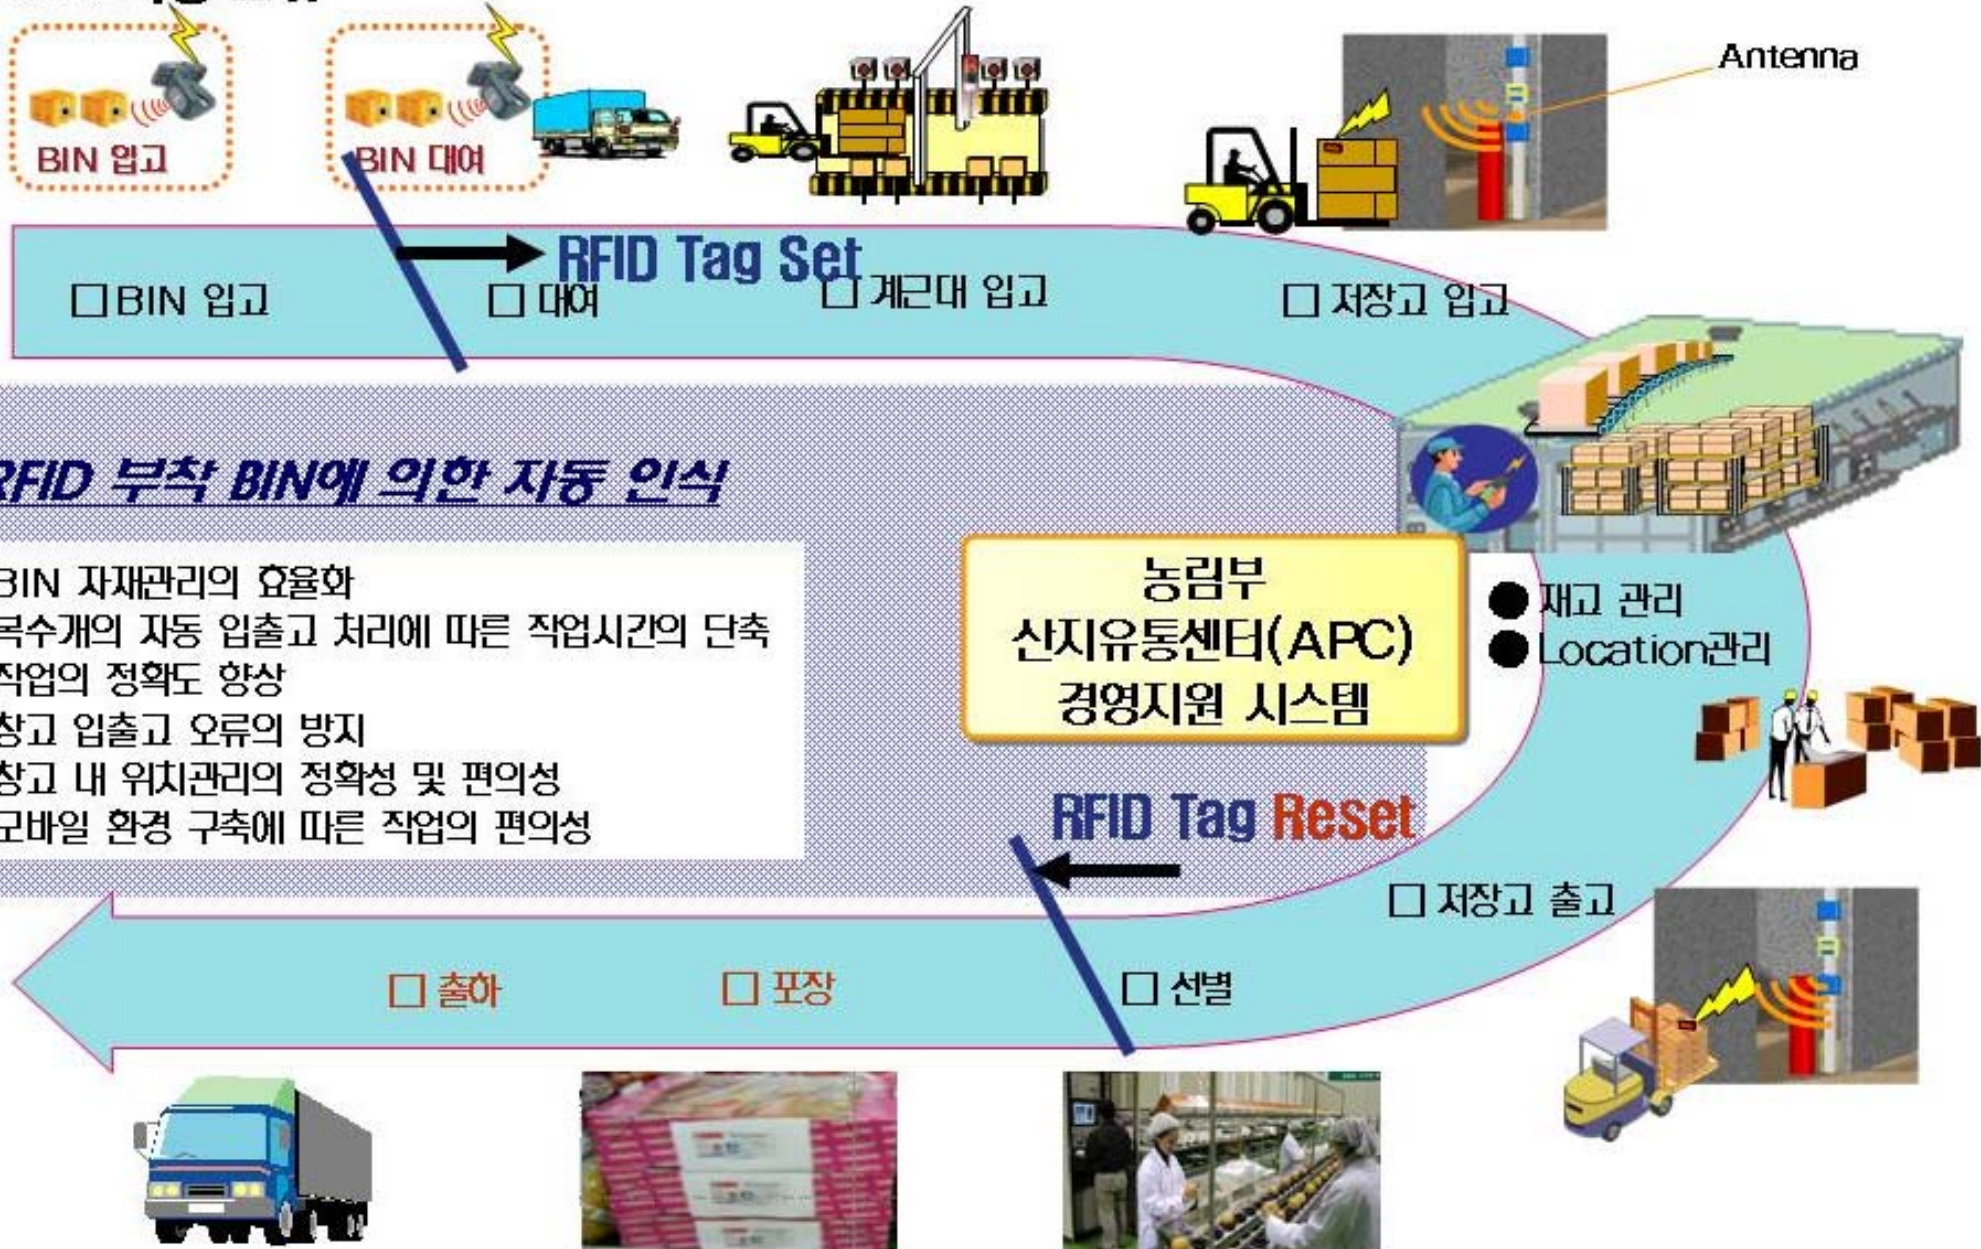 Antenna
BIN 입고
BIN 대여
RFID Tag Set
□ BIN 입고
□ 대여
□ 계근대 입고
□ 저장고 입고
RFID 부착 BIN에 의한 자동 인식
BIN 자재관리의 효율화
복수개의 자동 입출고 처리에 따른 작업시간의 단축
작업의 정확도 향상
창고 입출고 오류의 방지
창고 내 위치관리의 정확성 및 편의성
모바일 환경 구축에 따른 작업의 편의성
농림부
산지유통센터(APC)
경영지원 시스템
● 재고 관리
● Location관리
RFID Tag Reset
□ 저장고 출고
□ 출하
□ 포장
□ 선별